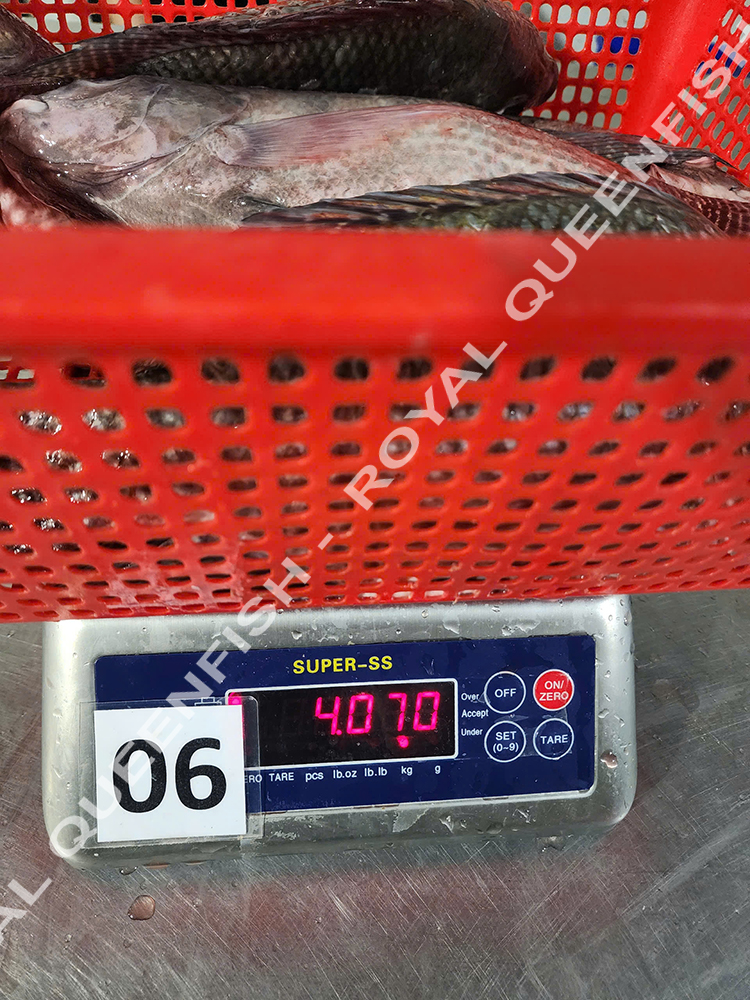 SUPER-SS
4.070
Over
Accept
Under
OFF
ON/
ZERO
SET
(0~9)
TARE
06
TARE pcs lb.oz lb.lb kg g
ROYAL QUEENFISH - ROYAL QUEENFISH